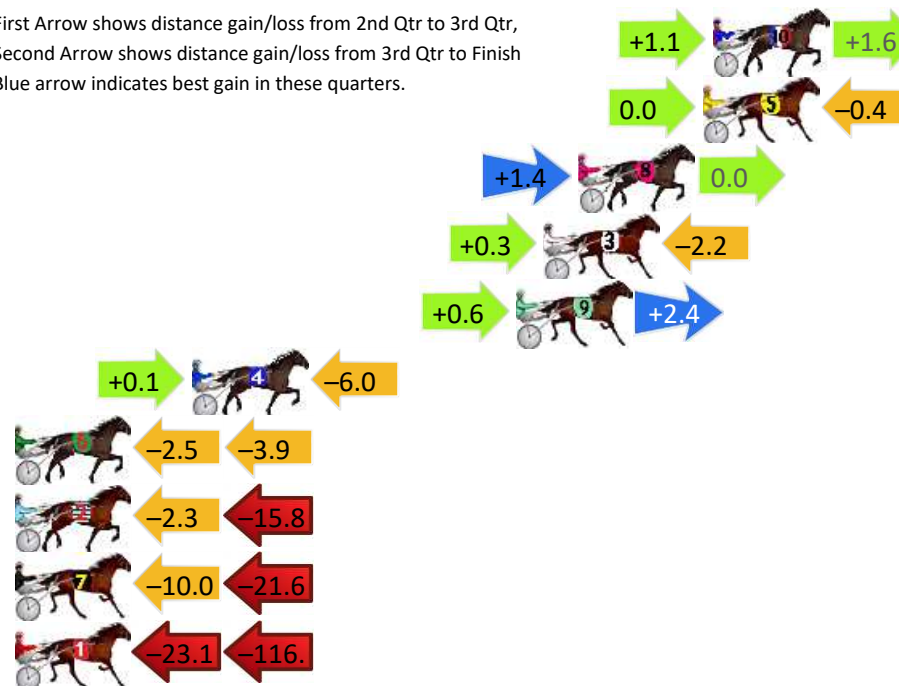 First Arrow shows distance gain/loss from 2nd Qtr to 3rd Qtr,
Second Arrow shows distance gain/loss from 3rd Qtr to Finish
Blue arrow indicates best gain in these quarters.
+1.1 10 +1.6
0.0 5 –0.4
+1.4 8 0.0
+0.3 3 –2.2
+0.6 9 +2.4
+0.1 4 –6.0
6 –2.5 –3.9
2 –2.3 –15.8
7 –10.0 –21.6
1 –23.1 –116.